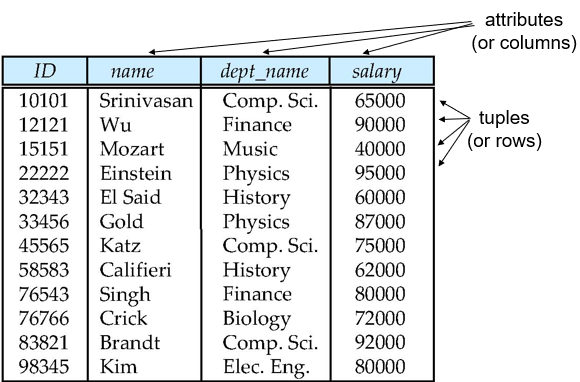 attributes
(or columns)
ID name dept_name salary
10101 Srinivasan Comp. Sci. 65000
12121 Wu Finance 90000
15151 Mozart Music 40000
22222 Einstein Physics 95000
32343 El Said History 60000
33456 Gold Physics 87000
45565 Katz Comp. Sci. 75000
58583 Califieri History 62000
76543 Singh Finance 80000
76766 Crick Biology 72000
83821 Brandt Comp. Sci. 92000
98345 Kim Elec. Eng. 80000
tuples
(or rows)